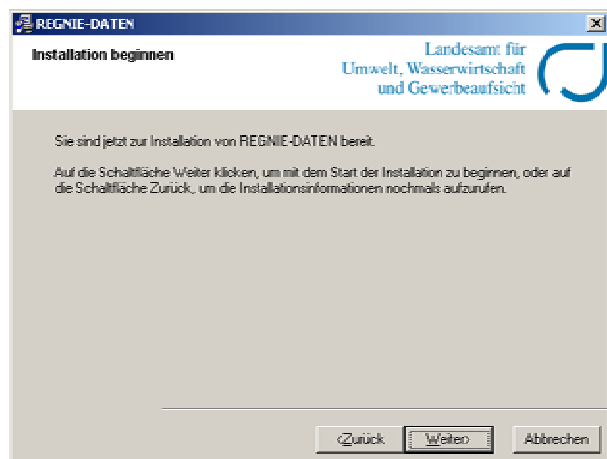 REGNIE-DATEN
Installation beginnen
Landesamt für
Umwelt, Wasserwirtschaft
und Gewerbeaufsicht
Sie sind jetzt zur Installation von REGNIE-DATEN bereit.
Auf die Schaltfläche Weiter klicken, um mit dem Start der Installation zu beginnen, oder auf
die Schaltfläche Zurück, um die Installationsinformationen nochmals aufzurufen.
<Zurück
Weiter>
Abbrechen